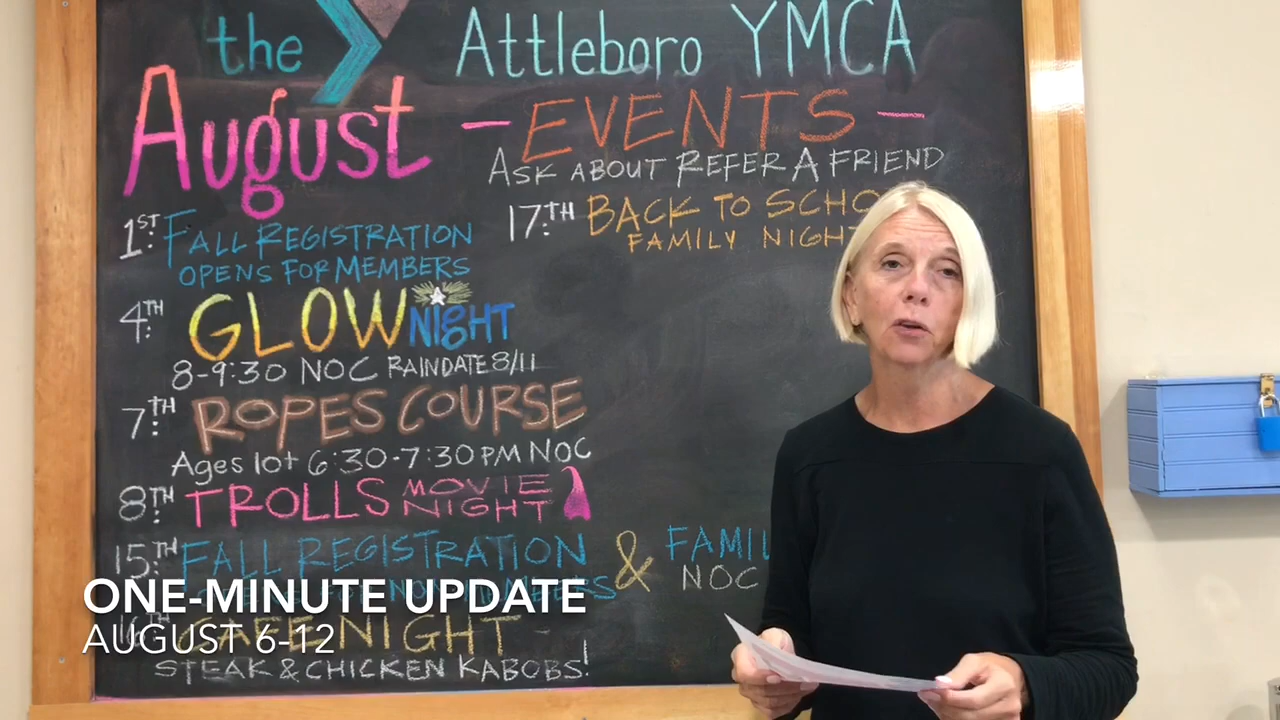 the Attleboro YMCA
August - EVENTS -
ASK ABOUT REFER A FRIEND
1ST: FALL REGISTRATION
OPENS FOR MEMBERS
17TH: BACK TO SCHO
FAMILY NIGHT
4TH: GLOW NIGHT
8-9:30 NOC RAINDATE 8/11
7TH: ROPES COURSE
Ages 10+ 6:30-7:30 PM NOC
8TH: TROLLS MOVIE NIGHT
15TH: FALL REGISTRATION & FAMIL
NOC
ONE-MINUTE UPDATE
AUGUST 6-12
16TH CAFE NIGHT -
STEAK & CHICKEN KABOBS!